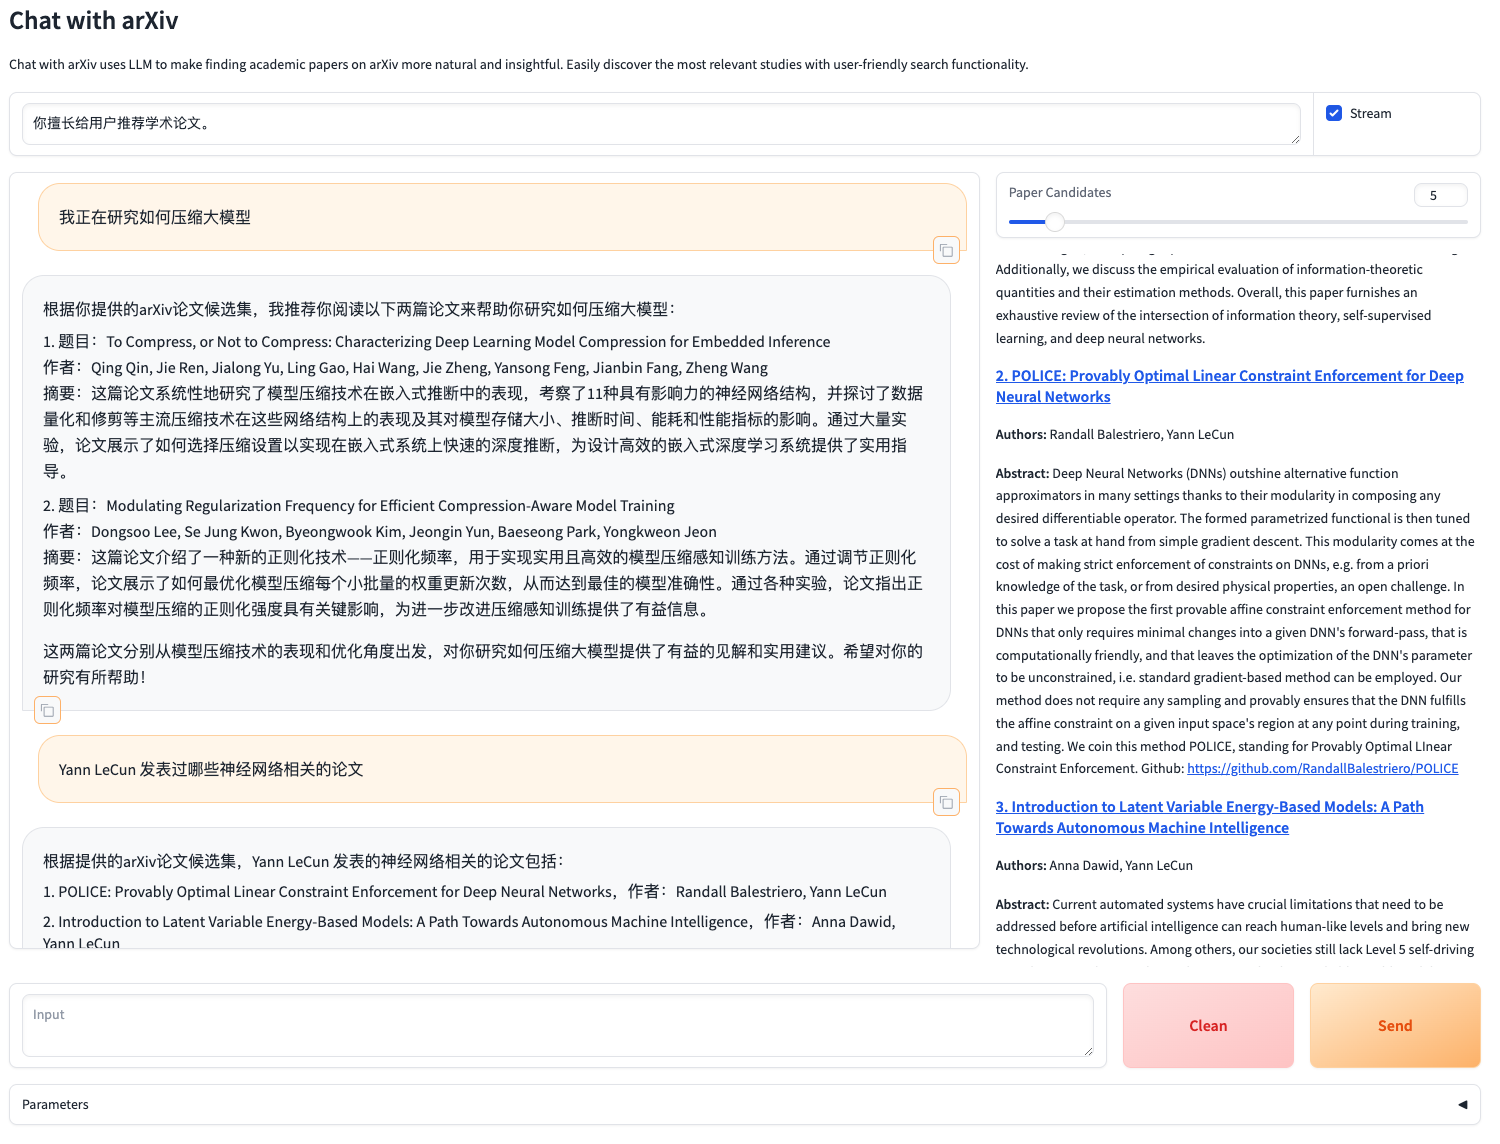 Chat with arXiv
Chat with arXiv uses LLM to make finding academic papers on arXiv more natural and insightful. Easily discover the most relevant studies with user-friendly search functionality.
你擅长给用户推荐学术论文。
Stream
我正在研究如何压缩大模型
根据你提供的arXiv论文候选集，我推荐你阅读以下两篇论文来帮助你研究如何压缩大模型：
1. 题目：To Compress, or Not to Compress: Characterizing Deep Learning Model Compression for Embedded Inference
作者：Qing Qin, Jie Ren, Jialong Yu, Ling Gao, Hai Wang, Jie Zheng, Yansong Feng, Jianbin Fang, Zheng Wang
摘要：这篇论文系统性地研究了模型压缩技术在嵌入式推断中的表现，考察了11种具有影响力的神经网络结构，并探讨了数据
量化和修剪等主流压缩技术在这些网络结构上的表现及其对模型存储大小、推断时间、能耗和性能指标的影响。通过大量实
验，论文展示了如何选择压缩设置以实现在嵌入式系统上快速的深度推断，为设计高效的嵌入式深度学习系统提供了实用指
导。
2. 题目：Modulating Regularization Frequency for Efficient Compression-Aware Model Training
作者：Dongsoo Lee, Se Jung Kwon, Byeongwook Kim, Jeongin Yun, Baeseong Park, Yongkweon Jeon
摘要：这篇论文介绍了一种新的正则化技术——正则化频率，用于实现实用且高效的模型压缩感知训练方法。通过调节正则化
频率，论文展示了如何最优化模型压缩每个小批量的权重更新次数，从而达到最佳的模型准确性。通过各种实验，论文指出正
则化频率对模型压缩的正则化强度具有关键影响，为进一步改进压缩感知训练提供了有益信息。
这两篇论文分别从模型压缩技术的表现和优化角度出发，对你研究如何压缩大模型提供了有益的见解和实用建议。希望对你的
研究有所帮助！
Yann LeCun 发表过哪些神经网络相关的论文
根据提供的arXiv论文候选集，Yann LeCun 发表的神经网络相关的论文包括：
1. POLICE: Provably Optimal Linear Constraint Enforcement for Deep Neural Networks，作者：Randall Balestriero, Yann LeCun
2. Introduction to Latent Variable Energy-Based Models: A Path Towards Autonomous Machine Intelligence，作者：Anna Dawid,
Yann LeCun
Paper Candidates
5
Additionally, we discuss the empirical evaluation of information-theoretic
quantities and their estimation methods. Overall, this paper furnishes an
exhaustive review of the intersection of information theory, self-supervised
learning, and deep neural networks.
2. POLICE: Provably Optimal Linear Constraint Enforcement for Deep
Neural Networks
Authors: Randall Balestriero, Yann LeCun
Abstract: Deep Neural Networks (DNNs) outshine alternative function
approximators in many settings thanks to their modularity in composing any
desired differentiable operator. The formed parametrized functional is then tuned
to solve a task at hand from simple gradient descent. This modularity comes at the
cost of making strict enforcement of constraints on DNNs, e.g. from a priori
knowledge of the task, or from desired physical properties, an open challenge. In
this paper we propose the first provable affine constraint enforcement method for
DNNs that only requires minimal changes into a given DNN's forward-pass, that is
computationally friendly, and that leaves the optimization of the DNN's parameter
to be unconstrained, i.e. standard gradient-based method can be employed. Our
method does not require any sampling and provably ensures that the DNN fulfills
the affine constraint on a given input space's region at any point during training,
and testing. We coin this method POLICE, standing for Provably Optimal LInear
Constraint Enforcement. Github: https://github.com/RandallBalestriero/POLICE
3. Introduction to Latent Variable Energy-Based Models: A Path
Towards Autonomous Machine Intelligence
Authors: Anna Dawid, Yann LeCun
Abstract: Current automated systems have crucial limitations that need to be
addressed before artificial intelligence can reach human-like levels and bring new
technological revolutions. Among others, our societies still lack Level 5 self-driving
Input
Clean
Send
Parameters